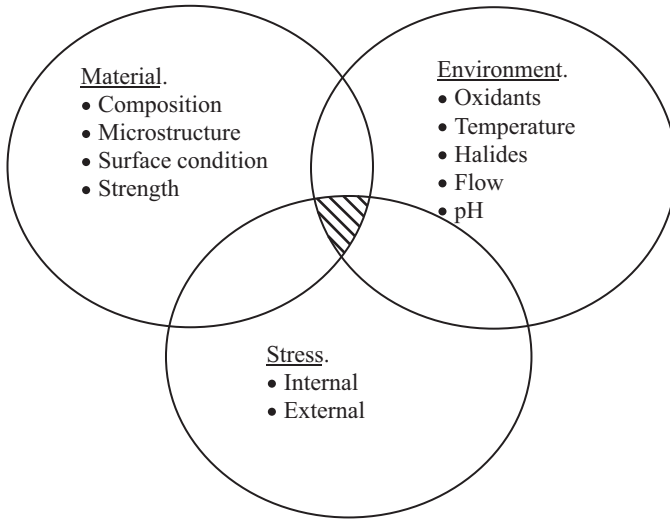 Material.
• Composition
• Microstructure
• Surface condition
• Strength
Environment.
• Oxidants
• Temperature
• Halides
• Flow
• pH
Stress.
• Internal
• External